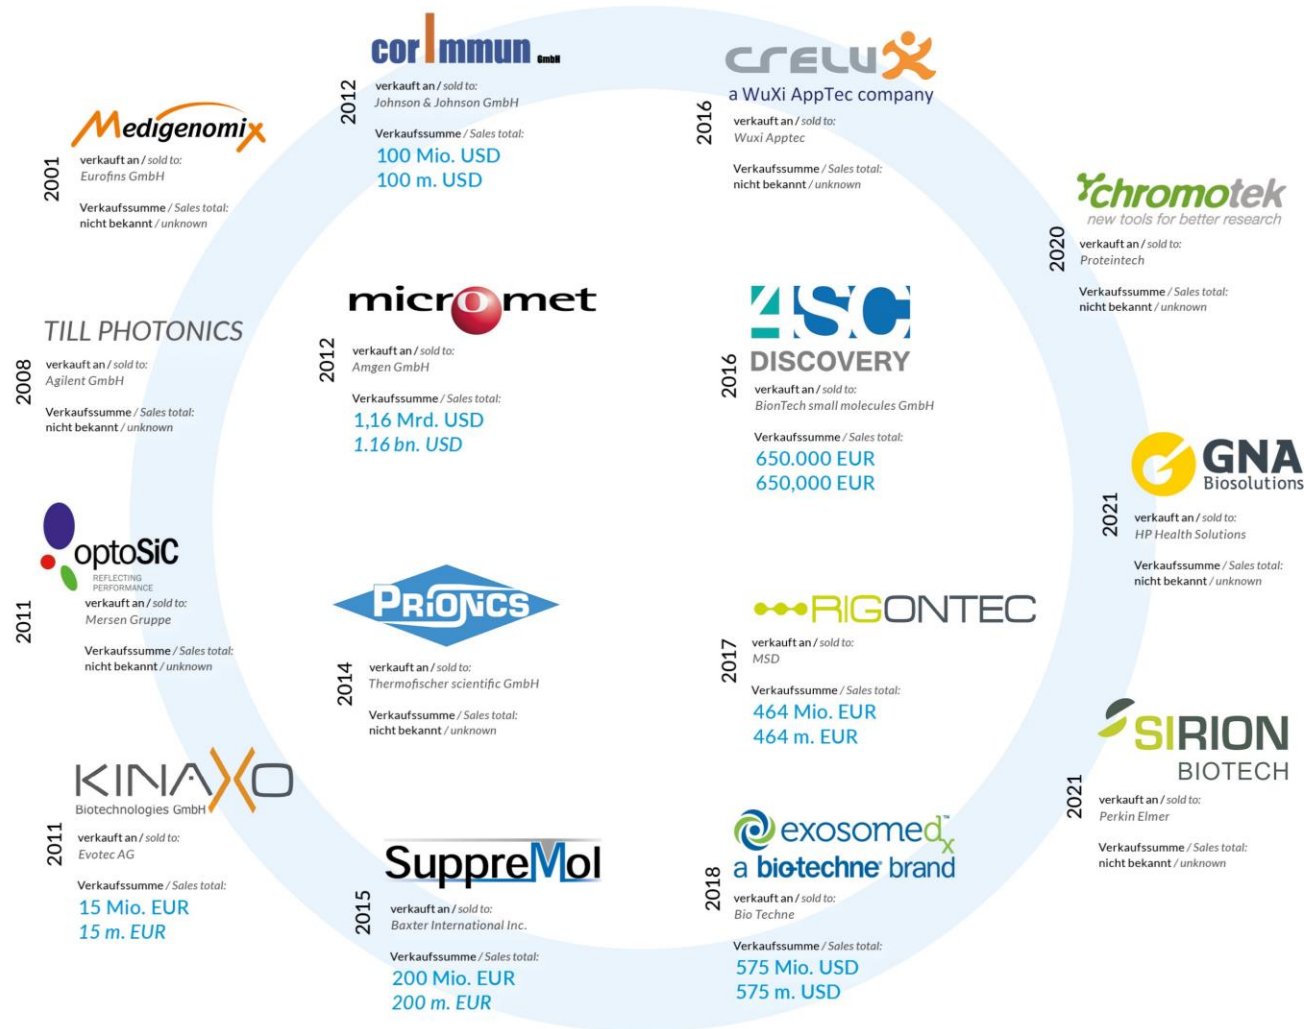 Medigenomix
2001
verkauft an / sold to:
Eurofins GmbH
Verkaufssumme / Sales total:
nicht bekannt / unknown
TILL PHOTONICS
2008
verkauft an / sold to:
Agilent GmbH
Verkaufssumme / Sales total:
nicht bekannt / unknown
optoSiC
REFLECTING
PERFORMANCE
2011
verkauft an / sold to:
Mersen Gruppe
Verkaufssumme / Sales total:
nicht bekannt / unknown
KINAXO
Biotechnologies GmbH
2011
verkauft an / sold to:
Evotec AG
Verkaufssumme / Sales total:
15 Mio. EUR
15 m. EUR
corImmun GmbH
2012
verkauft an / sold to:
Johnson & Johnson GmbH
Verkaufssumme / Sales total:
100 Mio. USD
100 m. USD
micromet
2012
verkauft an / sold to:
Amgen GmbH
Verkaufssumme / Sales total:
1,16 Mrd. USD
1.16 bn. USD
PRiONiCS
2014
verkauft an / sold to:
Thermofischer scientific GmbH
Verkaufssumme / Sales total:
nicht bekannt / unknown
SuppreMol
2015
verkauft an / sold to:
Baxter International Inc.
Verkaufssumme / Sales total:
200 Mio. EUR
200 m. EUR
CRELUX
a WuXi AppTec company
2016
verkauft an / sold to:
Wuxi Apptec
Verkaufssumme / Sales total:
nicht bekannt / unknown
4SC
DISCOVERY
2016
verkauft an / sold to:
BionTech small molecules GmbH
Verkaufssumme / Sales total:
650.000 EUR
650,000 EUR
RIGONTEC
2017
verkauft an / sold to:
MSD
Verkaufssumme / Sales total:
464 Mio. EUR
464 m. EUR
exosomedx™
a bio-techne® brand
2018
verkauft an / sold to:
Bio Techne
Verkaufssumme / Sales total:
575 Mio. USD
575 m. USD
chromotek
new tools for better research
2020
verkauft an / sold to:
Proteintech
Verkaufssumme / Sales total:
nicht bekannt / unknown
GNA
Biosolutions
2021
verkauft an / sold to:
HP Health Solutions
Verkaufssumme / Sales total:
nicht bekannt / unknown
SIRION
BIOTECH
2021
verkauft an / sold to:
Perkin Elmer
Verkaufssumme / Sales total:
nicht bekannt / unknown